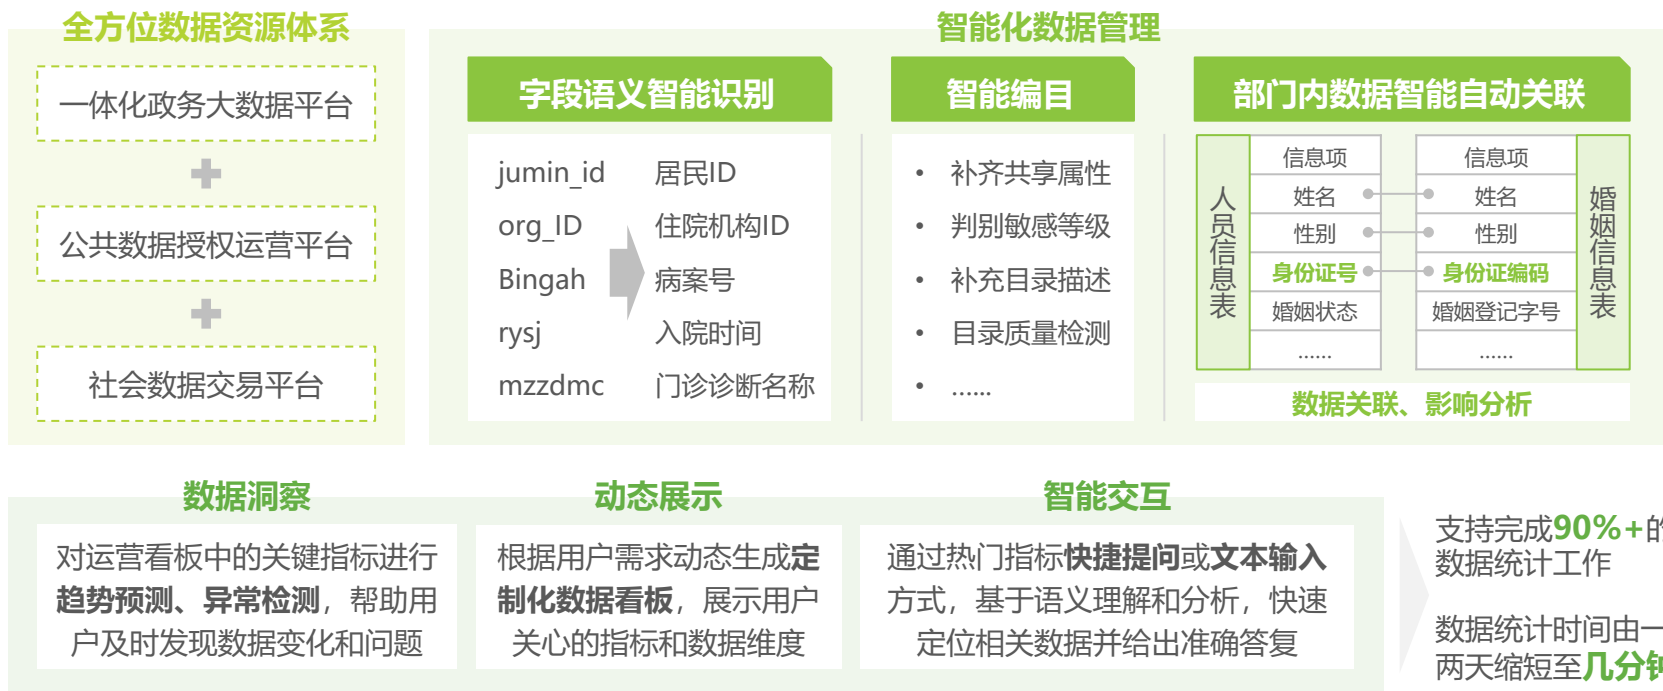 全方位数据资源体系
一体化政务大数据平台
公共数据授权运营平台
社会数据交易平台
智能化数据管理
字段语义智能识别
jumin_id 居民ID
org_ID 住院机构ID
Bingah 病案号
rysj 入院时间
mzzdmc 门诊诊断名称
智能编目
• 补齐共享属性
• 判别敏感等级
• 补充目录描述
• 目录质量检测
• ......
部门内数据智能自动关联
人员信息表
信息项
姓名
性别
身份证号
婚姻状态
......
信息项
姓名
性别
身份证编码
婚姻登记字号
......
婚姻信息表
数据关联、影响分析
数据洞察
对运营看板中的关键指标进行
趋势预测、异常检测，帮助用
户及时发现数据变化和问题
动态展示
根据用户需求动态生成定
制化数据看板，展示用户
关心的指标和数据维度
智能交互
通过热门指标快捷提问或文本输入
方式，基于语义理解和分析，快速
定位相关数据并给出准确答复
支持完成90%+的
数据统计工作
数据统计时间由一
两天缩短至几分钟